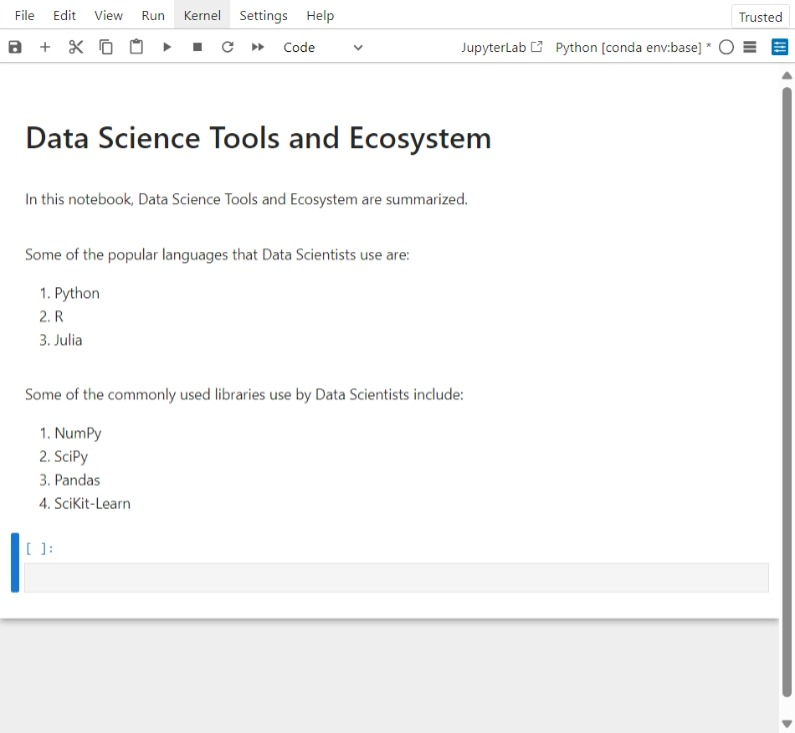 File Edit View Run Kernel Settings Help
Trusted
Code JupyterLab Python [conda env:base] *
Data Science Tools and Ecosystem
In this notebook, Data Science Tools and Ecosystem are summarized.
Some of the popular languages that Data Scientists use are:
1. Python
2. R
3. Julia
Some of the commonly used libraries use by Data Scientists include:
1. NumPy
2. SciPy
3. Pandas
4. SciKit-Learn
[ ]: